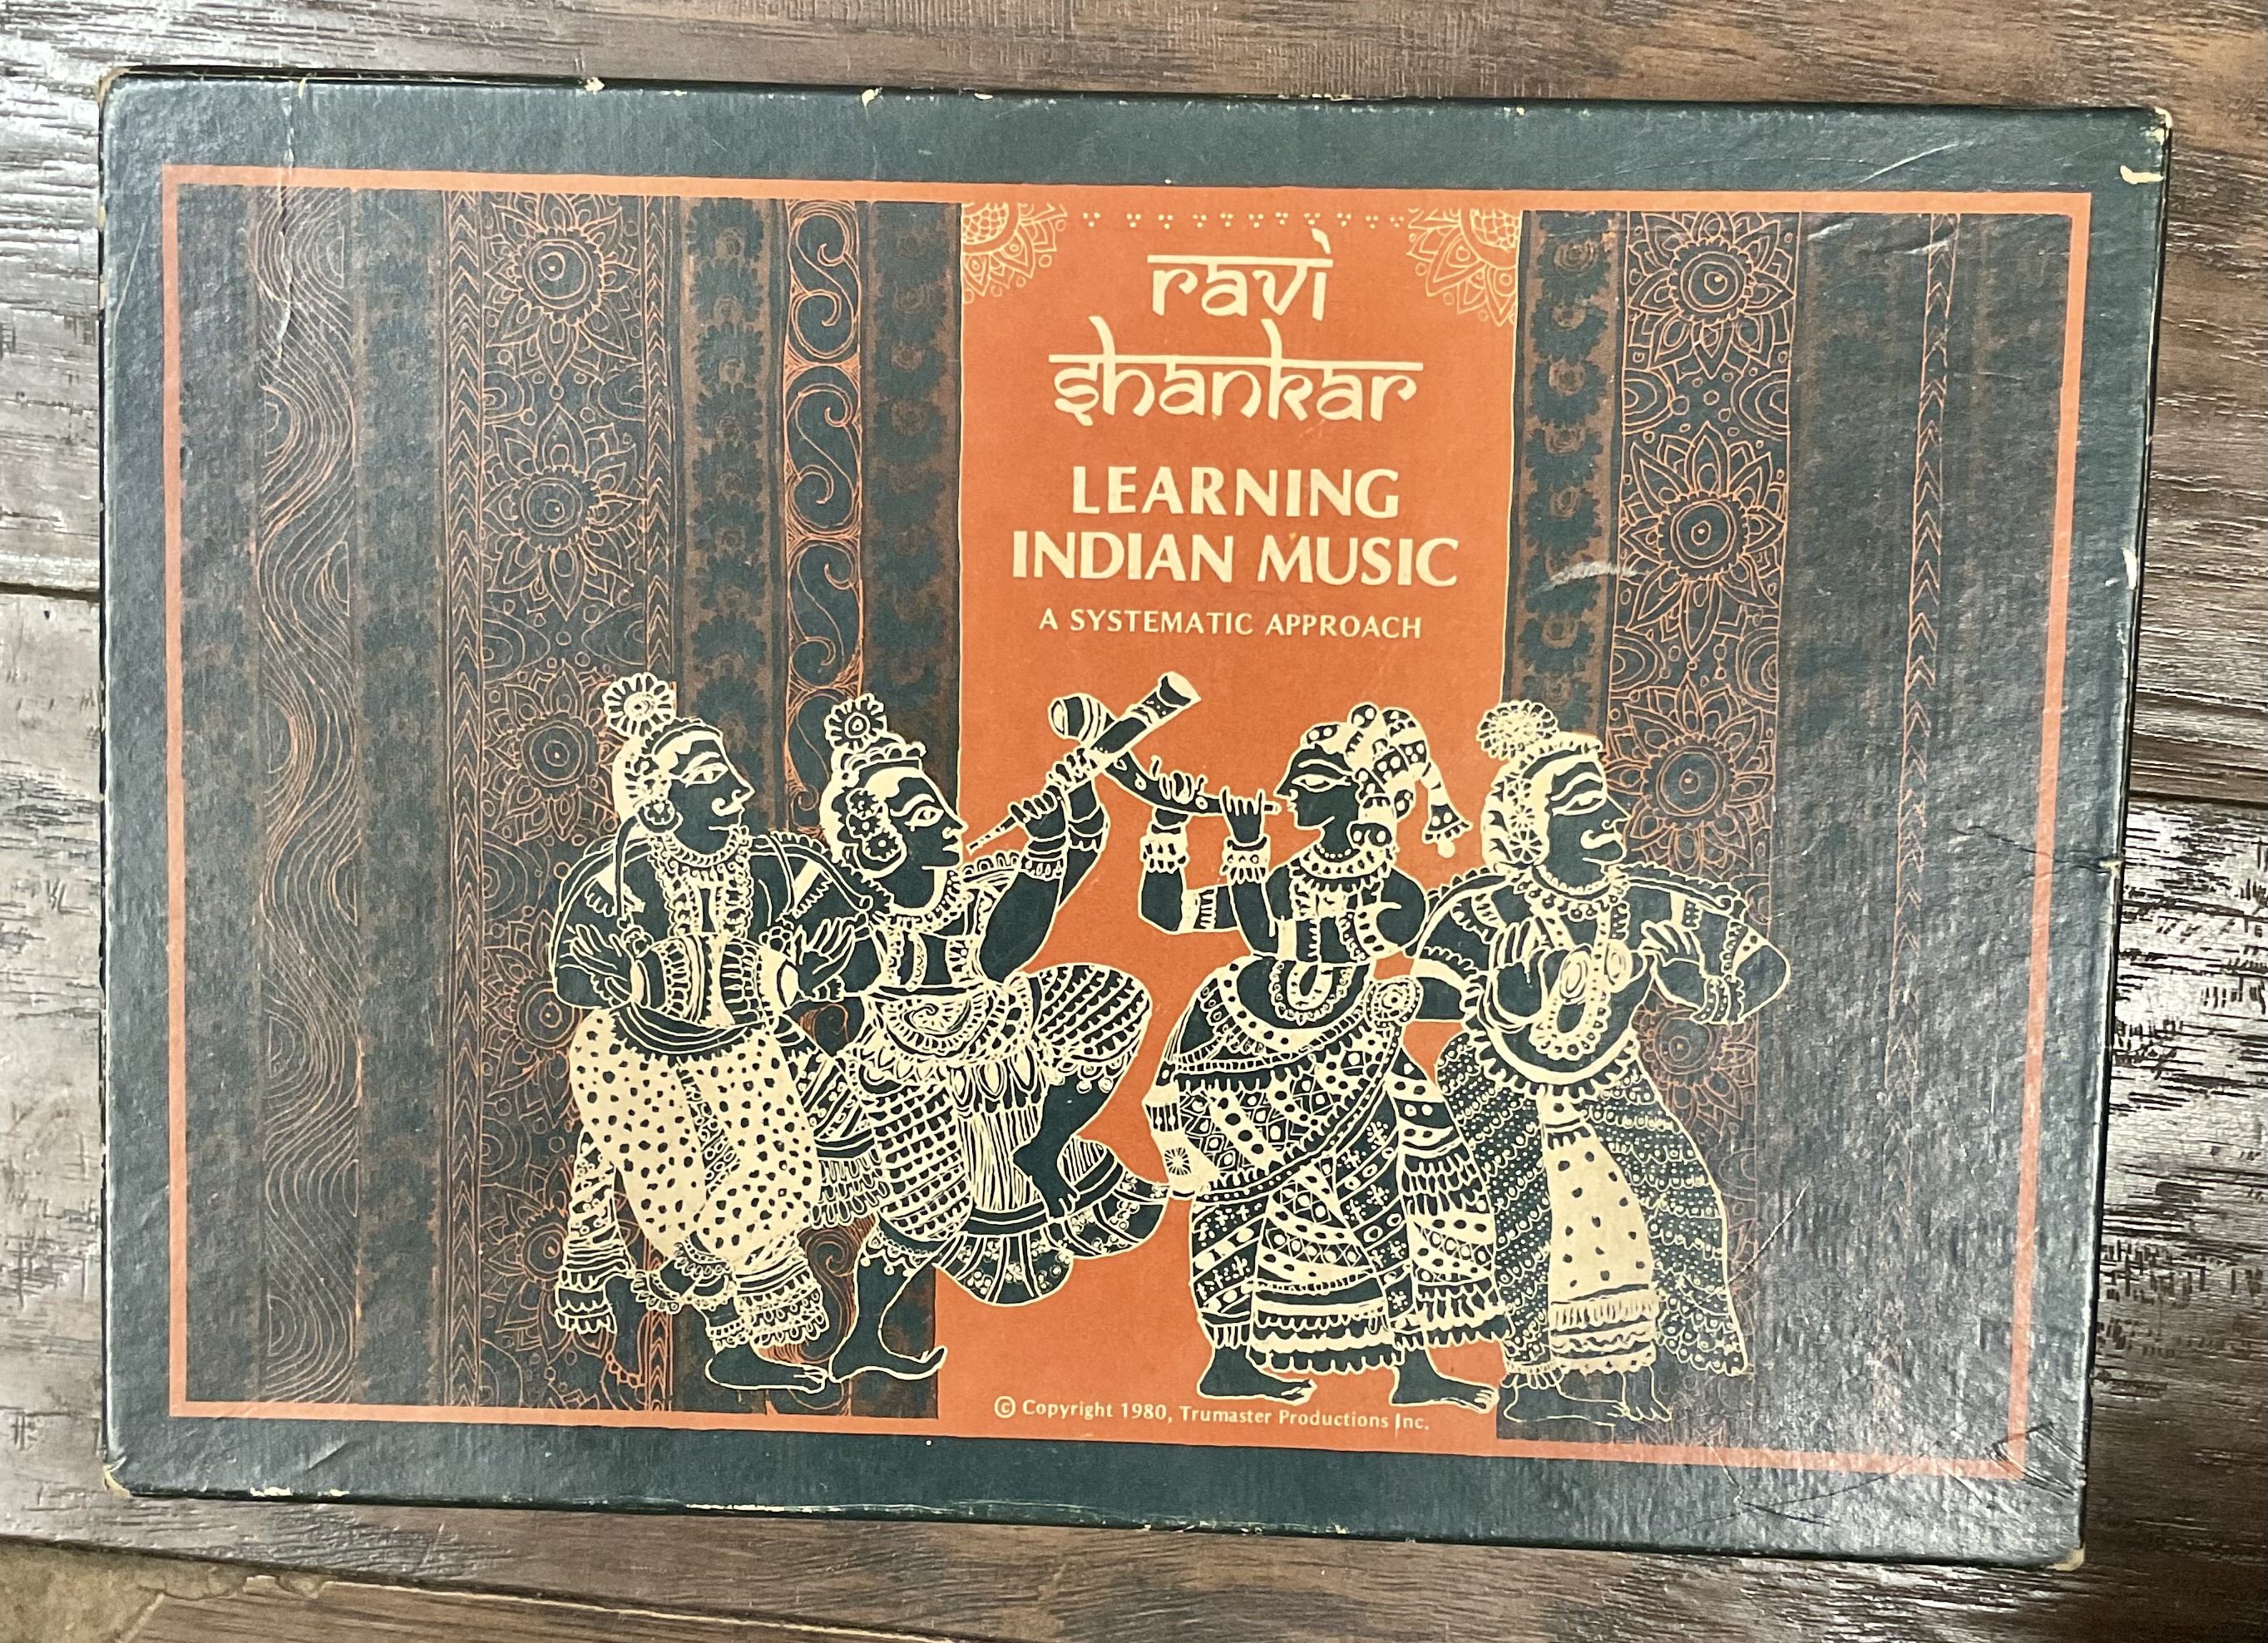 ravi
shankar
LEARNING
INDIAN MUSIC
A SYSTEMATIC APPROACH
© Copyright 1980, Trumaster Productions Inc.